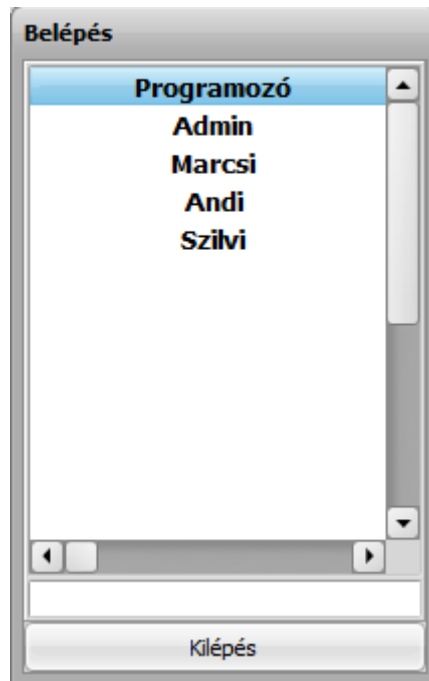 Belépés
Programozó
Admin
Marcsi
Andi
Szilvi
Kilépés